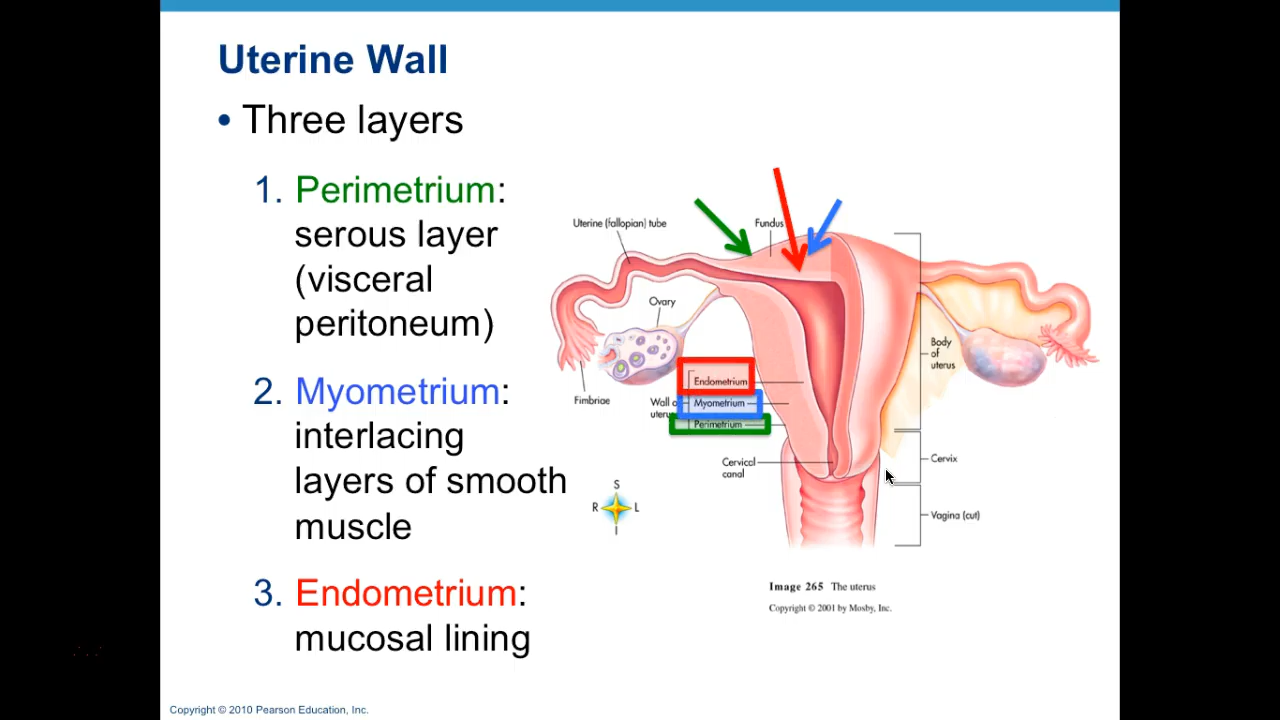 Uterine Wall
• Three layers
1. Perimetrium:
serous layer
(visceral
peritoneum)
2. Myometrium:
interlacing
layers of smooth
muscle
3. Endometrium:
mucosal lining
Uterine (fallopian) tube
Fundus
Ovary
Fimbriae
Endometrium
Myometrium
Perimetrium
Wall o
uteru
Cervical
canal
Body
of
uterus
Cervix
Vagina (cut)
S
R L
I
Image 265 The uterus
Copyright © 2001 by Mosby, Inc.
Copyright © 2010 Pearson Education, Inc.